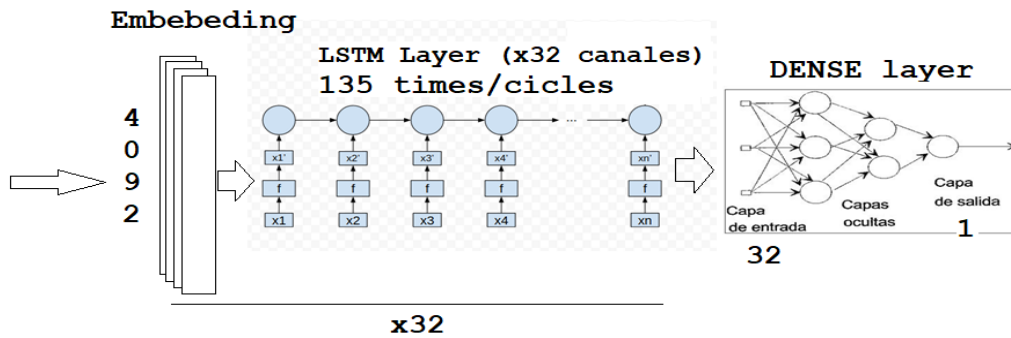 Embebeding
LSTM Layer (x32 canales)
135 times/cicles
DENSE layer
4
0
9
2
...
x1' x2' x3' x4' xn'
f f f f f
x1 x2 x3 x4 xn
Capa
de entrada
Capas
ocultas
Capa
de salida
32
1
x32